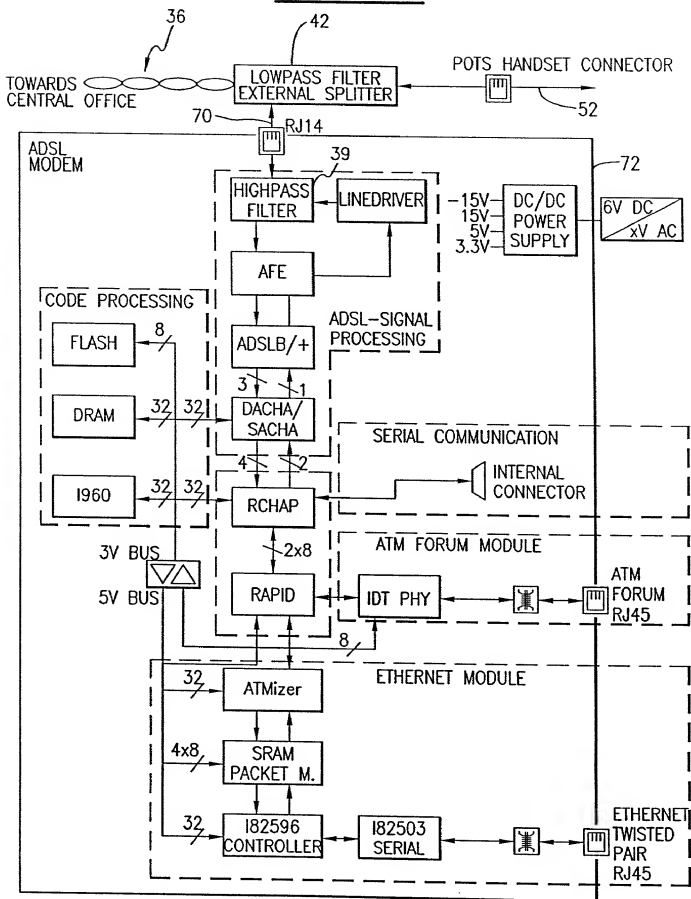 36
42
TOWARDS
CENTRAL OFFICE
LOWPASS FILTER
EXTERNAL SPLITTER
POTS HANDSET CONNECTOR
52
70
RJ14
ADSL
MODEM
39
72
HIGHPASS
FILTER
LINEDRIVER
-15V
15V
5V
3.3V
DC/DC
POWER
SUPPLY
6V DC
xV AC
AFE
CODE PROCESSING
8
FLASH
ADSL-SIGNAL
PROCESSING
ADSLB/+
3
1
DRAM
32
32
DACHA/
SACHA
SERIAL COMMUNICATION
4
2
I960
32
32
RCHAP
INTERNAL
CONNECTOR
3V BUS
2x8
ATM FORUM MODULE
5V BUS
RAPID
IDT PHY
ATM
FORUM
RJ45
8
ETHERNET MODULE
32
ATMizer
4x8
SRAM
PACKET M.
32
I82596
CONTROLLER
I82503
SERIAL
ETHERNET
TWISTED
PAIR
RJ45